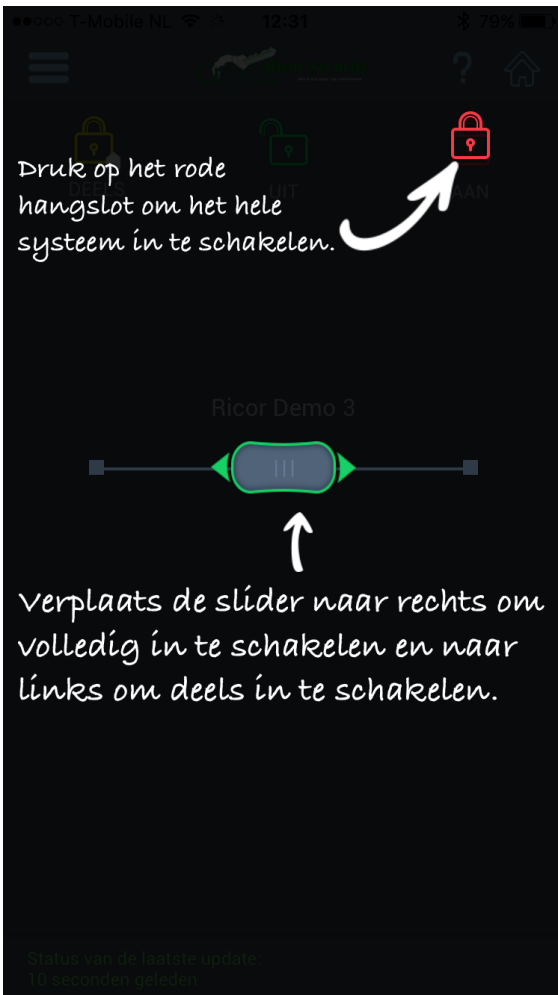 T-Mobile NL 12:31 79%
?
DEELS UIT AAN
Druk op het rode
hangslot om het hele
systeem in te schakelen.
Ricor Demo 3
Verplaats de slider naar rechts om
volledig in te schakelen en naar
links om deels in te schakelen.
Status van de laatste update:
10 seconden geleden